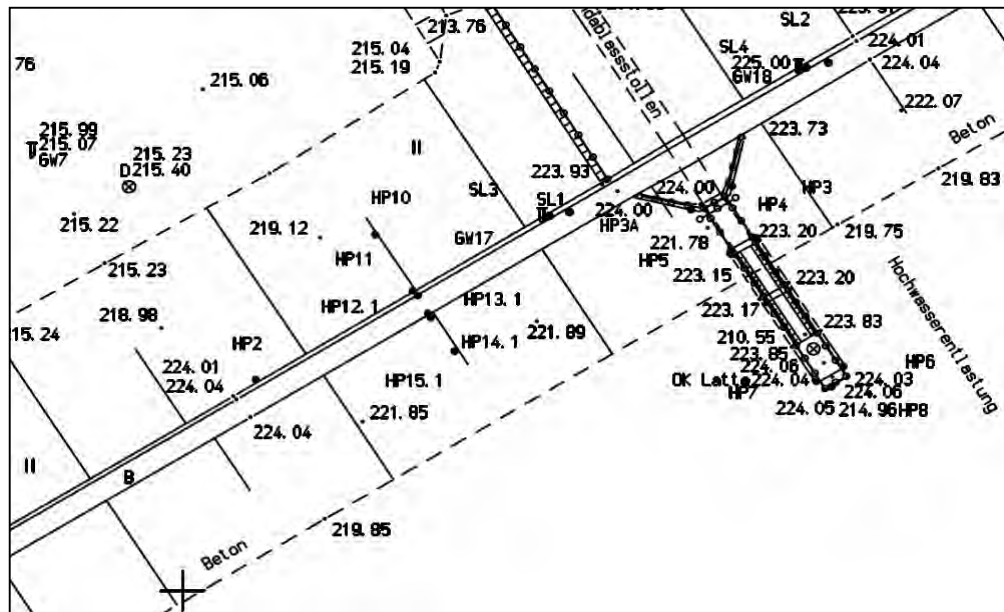 213.76
SL2
215.04
215.19
SL4
225.00
GW18
224.01
224.04
76
215.06
222.07
215.99
215.07
GW7
II
223.73
Beton
D 215.23
215.40
223.93
219.83
SL3
HP10
SL1
224.00
HP3
215.22
219.12
GW17
224.00
HP3A
HP4
221.78
HP5
223.20
219.75
215.23
HP11
223.15
223.20
Hochwasserentlastung
218.98
HP12.1
HP13.1
223.17
15.24
221.89
210.55
223.83
HP2
HP14.1
223.85
224.01
224.04
HP15.1
224.06
HP6
OK Latt
224.04
224.03
224.06
224.05
214.96
HP8
221.85
224.04
II
B
219.85
Beton